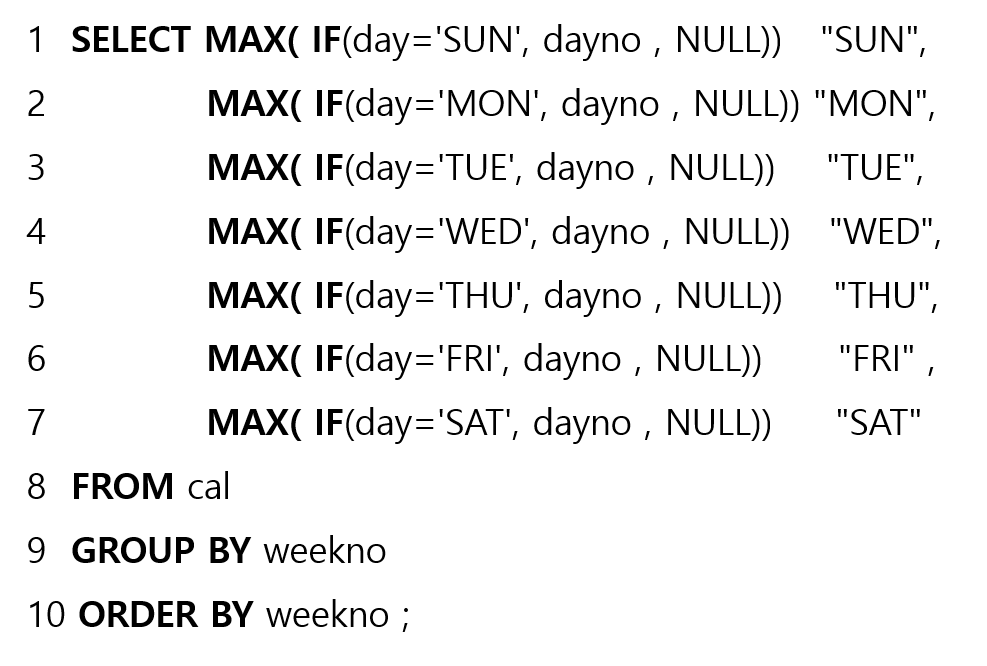 1 SELECT MAX( IF(day='SUN', dayno , NULL)) "SUN",
2 MAX( IF(day='MON', dayno , NULL)) "MON",
3 MAX( IF(day='TUE', dayno , NULL)) "TUE",
4 MAX( IF(day='WED', dayno , NULL)) "WED",
5 MAX( IF(day='THU', dayno , NULL)) "THU",
6 MAX( IF(day='FRI', dayno , NULL)) "FRI" ,
7 MAX( IF(day='SAT', dayno , NULL)) "SAT"
8 FROM cal
9 GROUP BY weekno
10 ORDER BY weekno ;